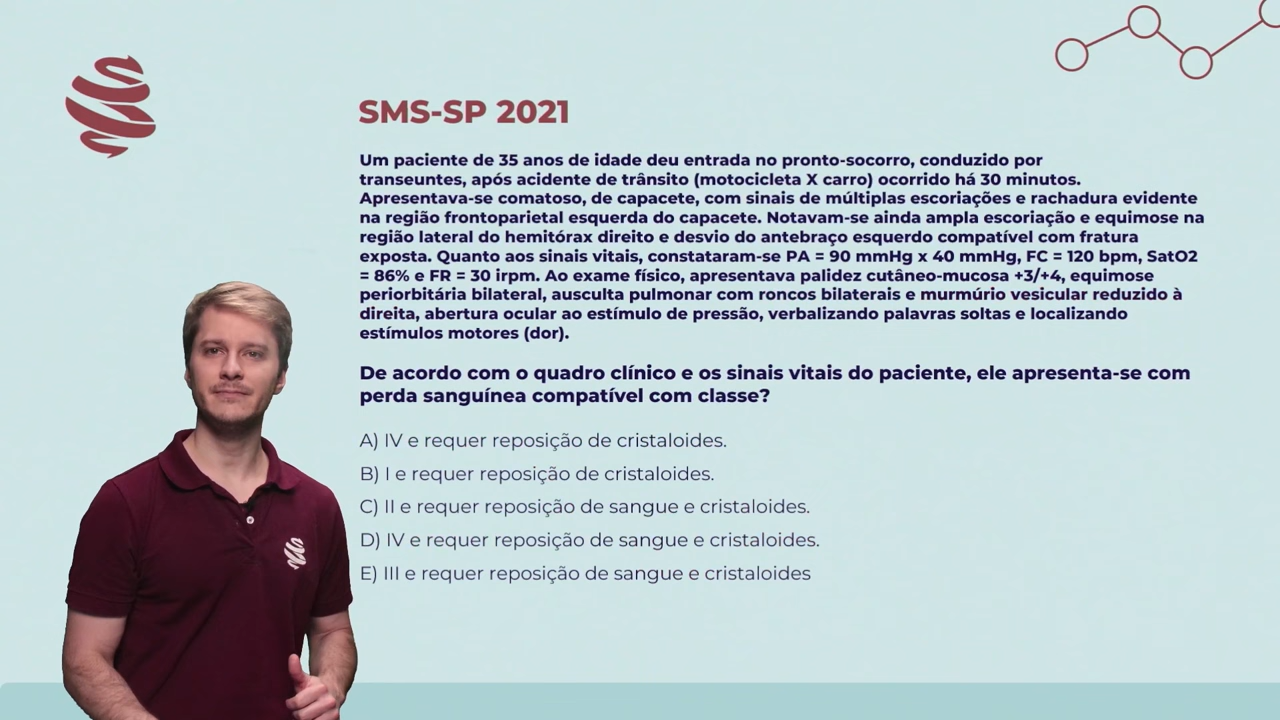 SMS-SP 2021
Um paciente de 35 anos de idade deu entrada no pronto-socorro, conduzido por
transeuntes, após acidente de trânsito (motocicleta X carro) ocorrido há 30 minutos.
Apresentava-se comatoso, de capacete, com sinais de múltiplas escoriações e rachadura evidente
na região frontoparietal esquerda do capacete. Notavam-se ainda ampla escoriação e equimose na
região lateral do hemitórax direito e desvio do antebraço esquerdo compatível com fratura
exposta. Quanto aos sinais vitais, constataram-se PA = 90 mmHg x 40 mmHg, FC = 120 bpm, SatO2
= 86% e FR = 30 irpm. Ao exame físico, apresentava palidez cutâneo-mucosa +3/+4, equimose
periorbitária bilateral, ausculta pulmonar com roncos bilaterais e murmúrio vesicular reduzido à
direita, abertura ocular ao estímulo de pressão, verbalizando palavras soltas e localizando
estímulos motores (dor).
De acordo com o quadro clínico e os sinais vitais do paciente, ele apresenta-se com
perda sanguínea compatível com classe?
A) IV e requer reposição de cristaloides.
B) I e requer reposição de cristaloides.
C) II e requer reposição de sangue e cristaloides.
D) IV e requer reposição de sangue e cristaloides.
E) III e requer reposição de sangue e cristaloides